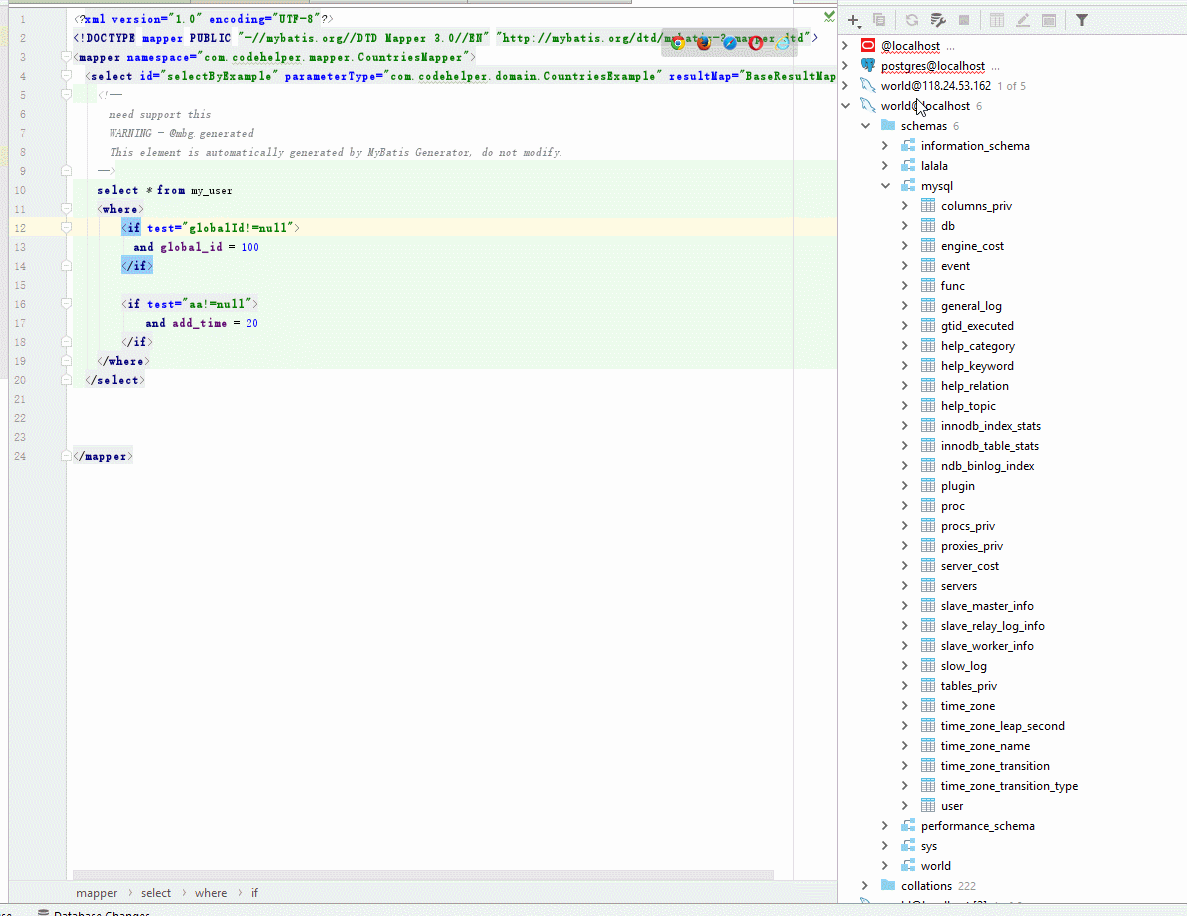 1 <?xml version="1.0" encoding="UTF-8"?>
2 <!DOCTYPE mapper PUBLIC "-//mybatis.org//DTD Mapper 3.0//EN" "http://mybatis.org/dtd/mybatis-3-mapper.dtd">
3 <mapper namespace="com.codehelper.mapper.CountriesMapper">
4 <select id="selectByExample" parameterType="com.codehelper.domain.CountriesExample" resultMap="BaseResultMap
5 <!--
6 need support this
7 WARNING - @mbg.generated
8 This element is automatically generated by MyBatis Generator, do not modify.
9 -->
10 select * from my_user
11 <where>
12 <if test="globalId!=null">
13 and global_id = 100
14 </if>
15
16 <if test="aa!=null">
17 and add_time = 20
18 </if>
19 </where>
20 </select>
21
22
23
24 </mapper>
mapper > select > where > if
Database Changes
@localhost ...
postgres@localhost ...
world@118.24.53.162 1 of 5
world@localhost 6
schemas 6
information_schema
lalala
mysql
columns_priv
db
engine_cost
event
func
general_log
gtid_executed
help_category
help_keyword
help_relation
help_topic
innodb_index_stats
innodb_table_stats
ndb_binlog_index
plugin
proc
procs_priv
proxies_priv
server_cost
servers
slave_master_info
slave_relay_log_info
slave_worker_info
slow_log
tables_priv
time_zone
time_zone_leap_second
time_zone_name
time_zone_transition
time_zone_transition_type
user
performance_schema
sys
world
collations 222